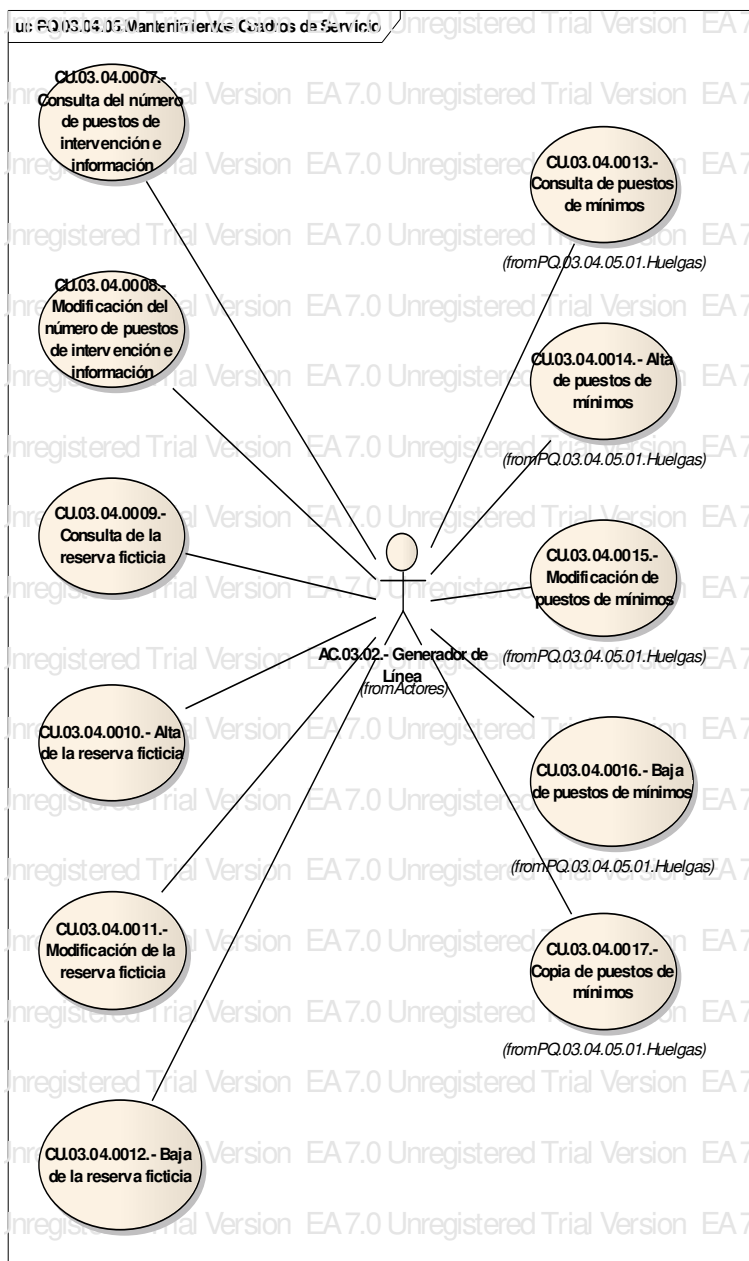 uc PQ.03.04.05.Mantenimientos Cuadros de Servicio
CU.03.04.0007.-
Consulta del número
de puestos de
intervención e
información
CU.03.04.0008.-
Modificación del
número de puestos
de intervención e
información
CU.03.04.0009.-
Consulta de la
reserva ficticia
CU.03.04.0010.- Alta
de la reserva ficticia
CU.03.04.0011.-
Modificación de la
reserva ficticia
CU.03.04.0012.- Baja
de la reserva ficticia
AC.03.02.- Generador de
Línea
(from Actores)
CU.03.04.0013.-
Consulta de puestos
de mínimos
(from PQ.03.04.05.01.Huelgas)
CU.03.04.0014.- Alta
de puestos de
mínimos
(from PQ.03.04.05.01.Huelgas)
CU.03.04.0015.-
Modificación de
puestos de mínimos
(from PQ.03.04.05.01.Huelgas)
CU.03.04.0016.- Baja
de puestos de mínimos
(from PQ.03.04.05.01.Huelgas)
CU.03.04.0017.-
Copia de puestos de
mínimos
(from PQ.03.04.05.01.Huelgas)
EA 7.0 Unregistered Trial Version